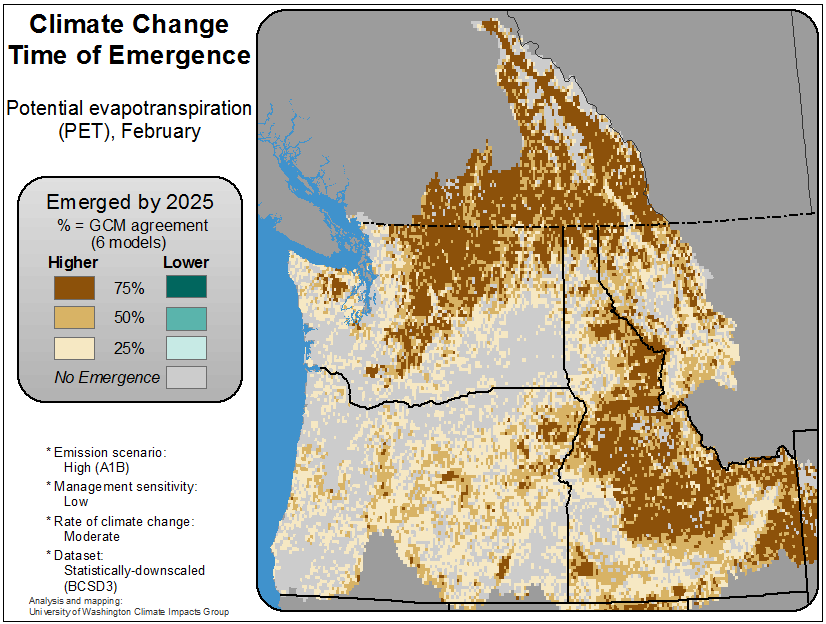 Climate Change
Time of Emergence
Potential evapotranspiration
(PET), February
Emerged by 2025
% = GCM agreement
(6 models)
Higher Lower
75%
50%
25%
No Emergence
* Emission scenario:
High (A1B)
* Management sensitivity:
Low
* Rate of climate change:
Moderate
* Dataset:
Statistically-downscaled
(BCSD3)
Analysis and mapping:
University of Washington Climate Impacts Group